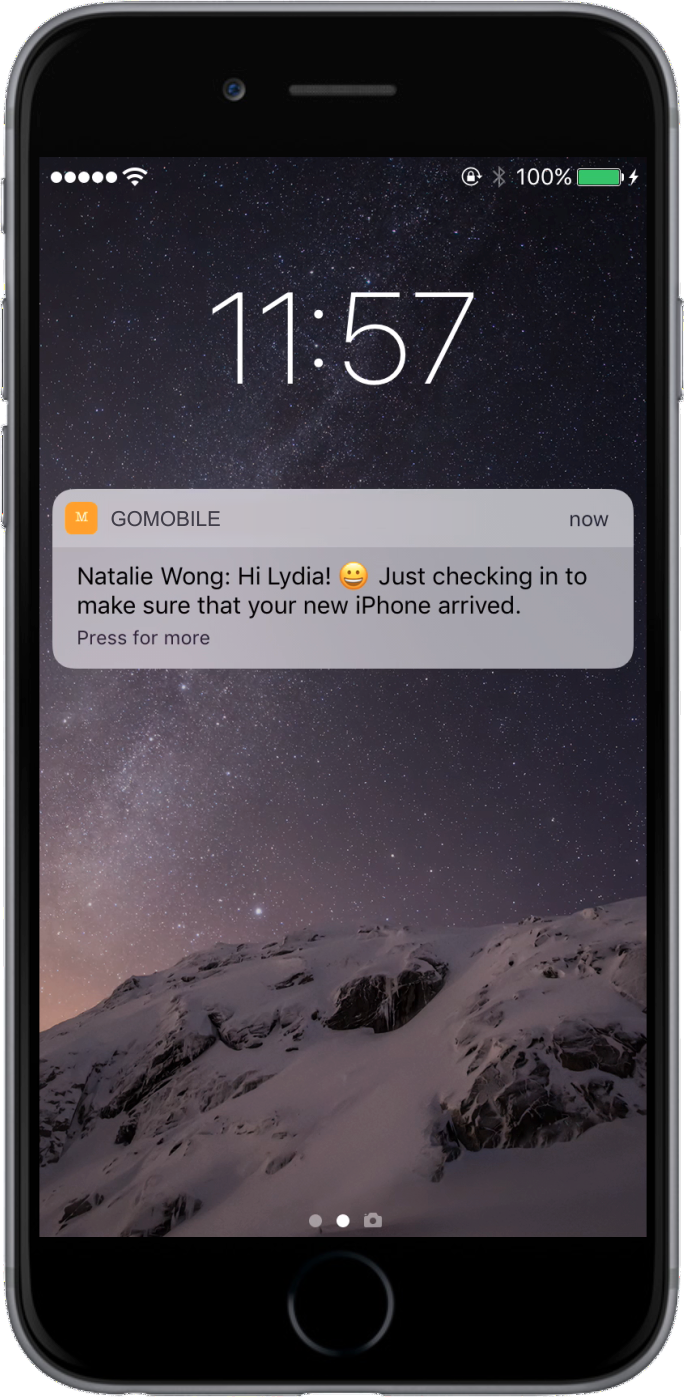 100%
11:57
M GOMOBILE now
Natalie Wong: Hi Lydia! 😀 Just checking in to
make sure that your new iPhone arrived.
Press for more